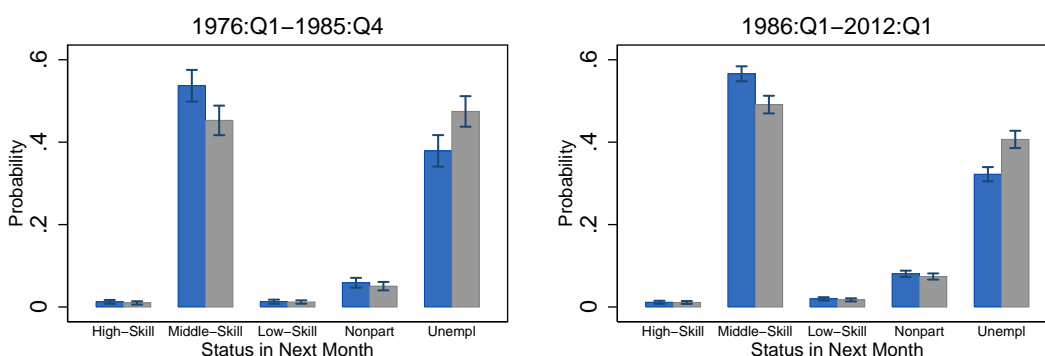 1976:Q1−1985:Q4
Probability
0 .2 .4 .6
High−Skill Middle−Skill Low−Skill Nonpart Unempl
Status in Next Month
1986:Q1−2012:Q1
Probability
0 .2 .4 .6
High−Skill Middle−Skill Low−Skill Nonpart Unempl
Status in Next Month